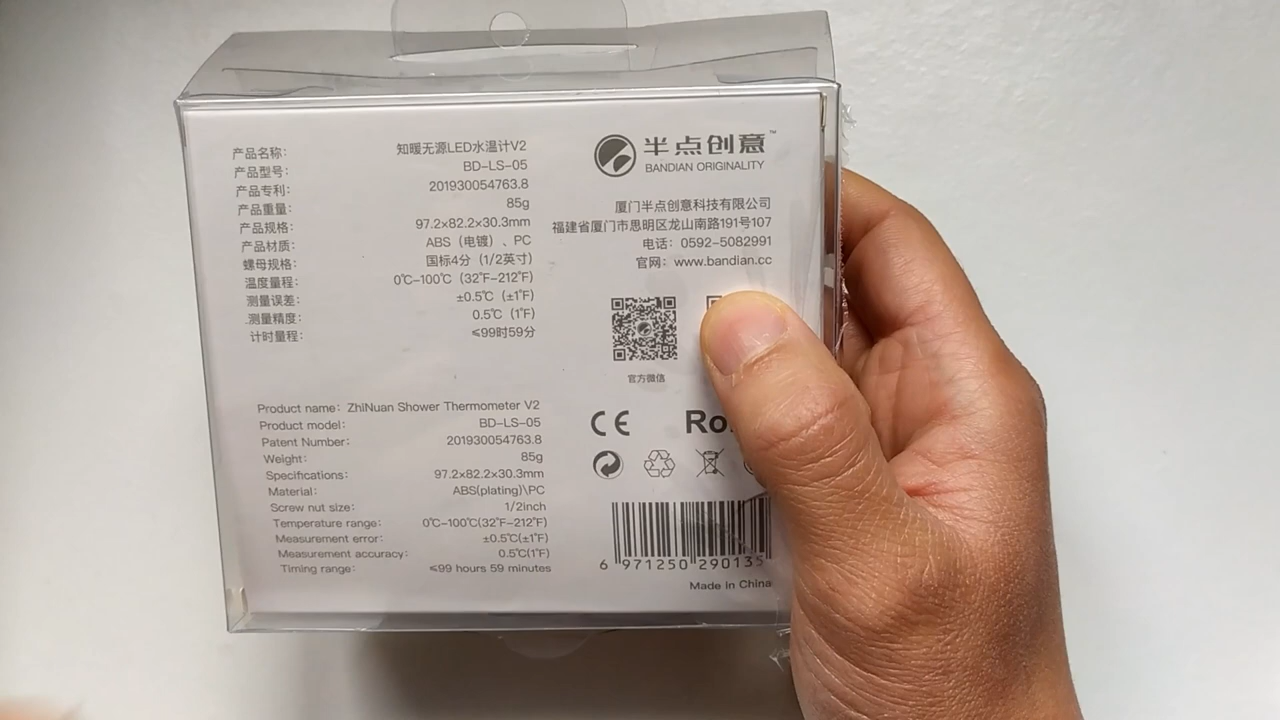 产品名称： 知暖无源LED水温计V2
产品型号： BD-LS-05
产品专利： 201930054763.8
产品重量： 85g
产品规格： 97.2×82.2×30.3mm
产品材质： ABS（电镀）、PC
螺母规格： 国标4分（1/2英寸）
温度量程： 0℃-100℃（32℉-212℉）
测量误差： ±0.5℃（±1℉）
测量精度： 0.5℃（1℉）
计时量程： ≤99时59分
Product name： ZhiNuan Shower Thermometer V2
Product model： BD-LS-05
Patent Number： 201930054763.8
Weight： 85g
Specifications： 97.2×82.2×30.3mm
Material： ABS(plating)\PC
Screw nut size： 1/2inch
Temperature range： 0℃-100℃(32℉-212℉)
Measurement error： ±0.5℃(±1℉)
Measurement accuracy： 0.5℃(1℉)
Timing range： ≤99 hours 59 minutes
半点创意™
BANDIAN ORIGINALITY
厦门半点创意科技有限公司
福建省厦门市思明区龙山南路191号107
电话：0592-5082991
官网：www.bandian.cc
官方微信
CE
6 971250 290135
Made in China